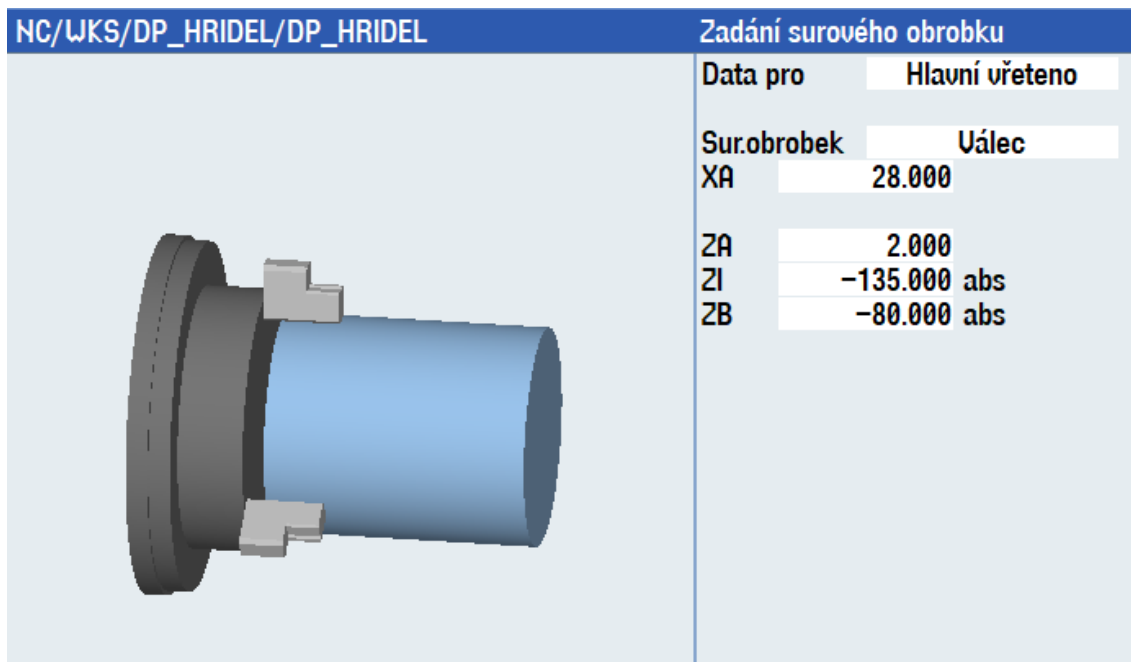 NC/WKS/DP_HRIDEL/DP_HRIDEL
Zadání surového obrobku
Data pro Hlavní vřeteno
Sur.obrobek Válec
XA 28.000
ZA 2.000
ZI -135.000 abs
ZB -80.000 abs